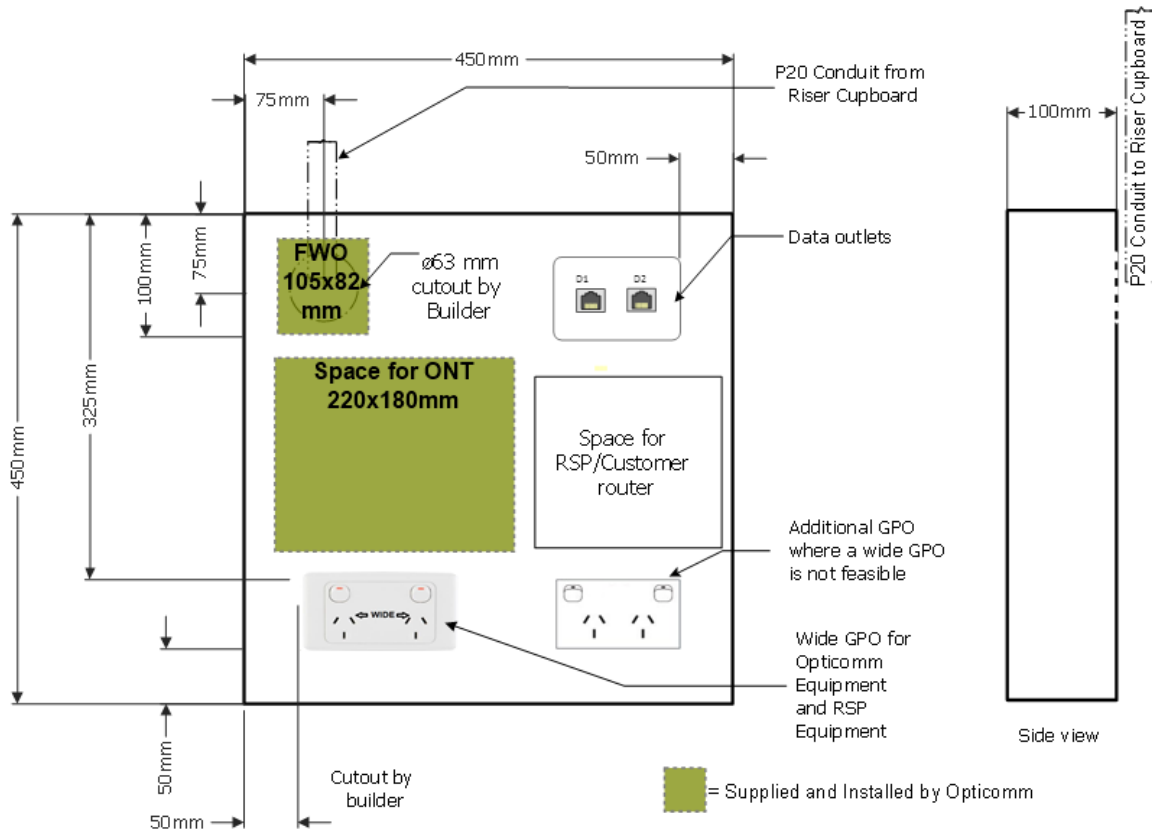 450mm
P20 Conduit from
Riser Cupboard
75mm
50mm
100mm
P20 Conduit to Riser Cupboard
FWO
105x82
mm
ø63 mm
cutout by
Builder
Data outlets
D1
D2
75mm
100mm
325mm
450mm
Space for ONT
220x180mm
Space for
RSP/Customer
router
Additional GPO
where a wide GPO
is not feasible
WIDE
Wide GPO for
Opticomm
Equipment
and RSP
Equipment
Side view
50mm
Cutout by
builder
50mm
= Supplied and Installed by Opticomm